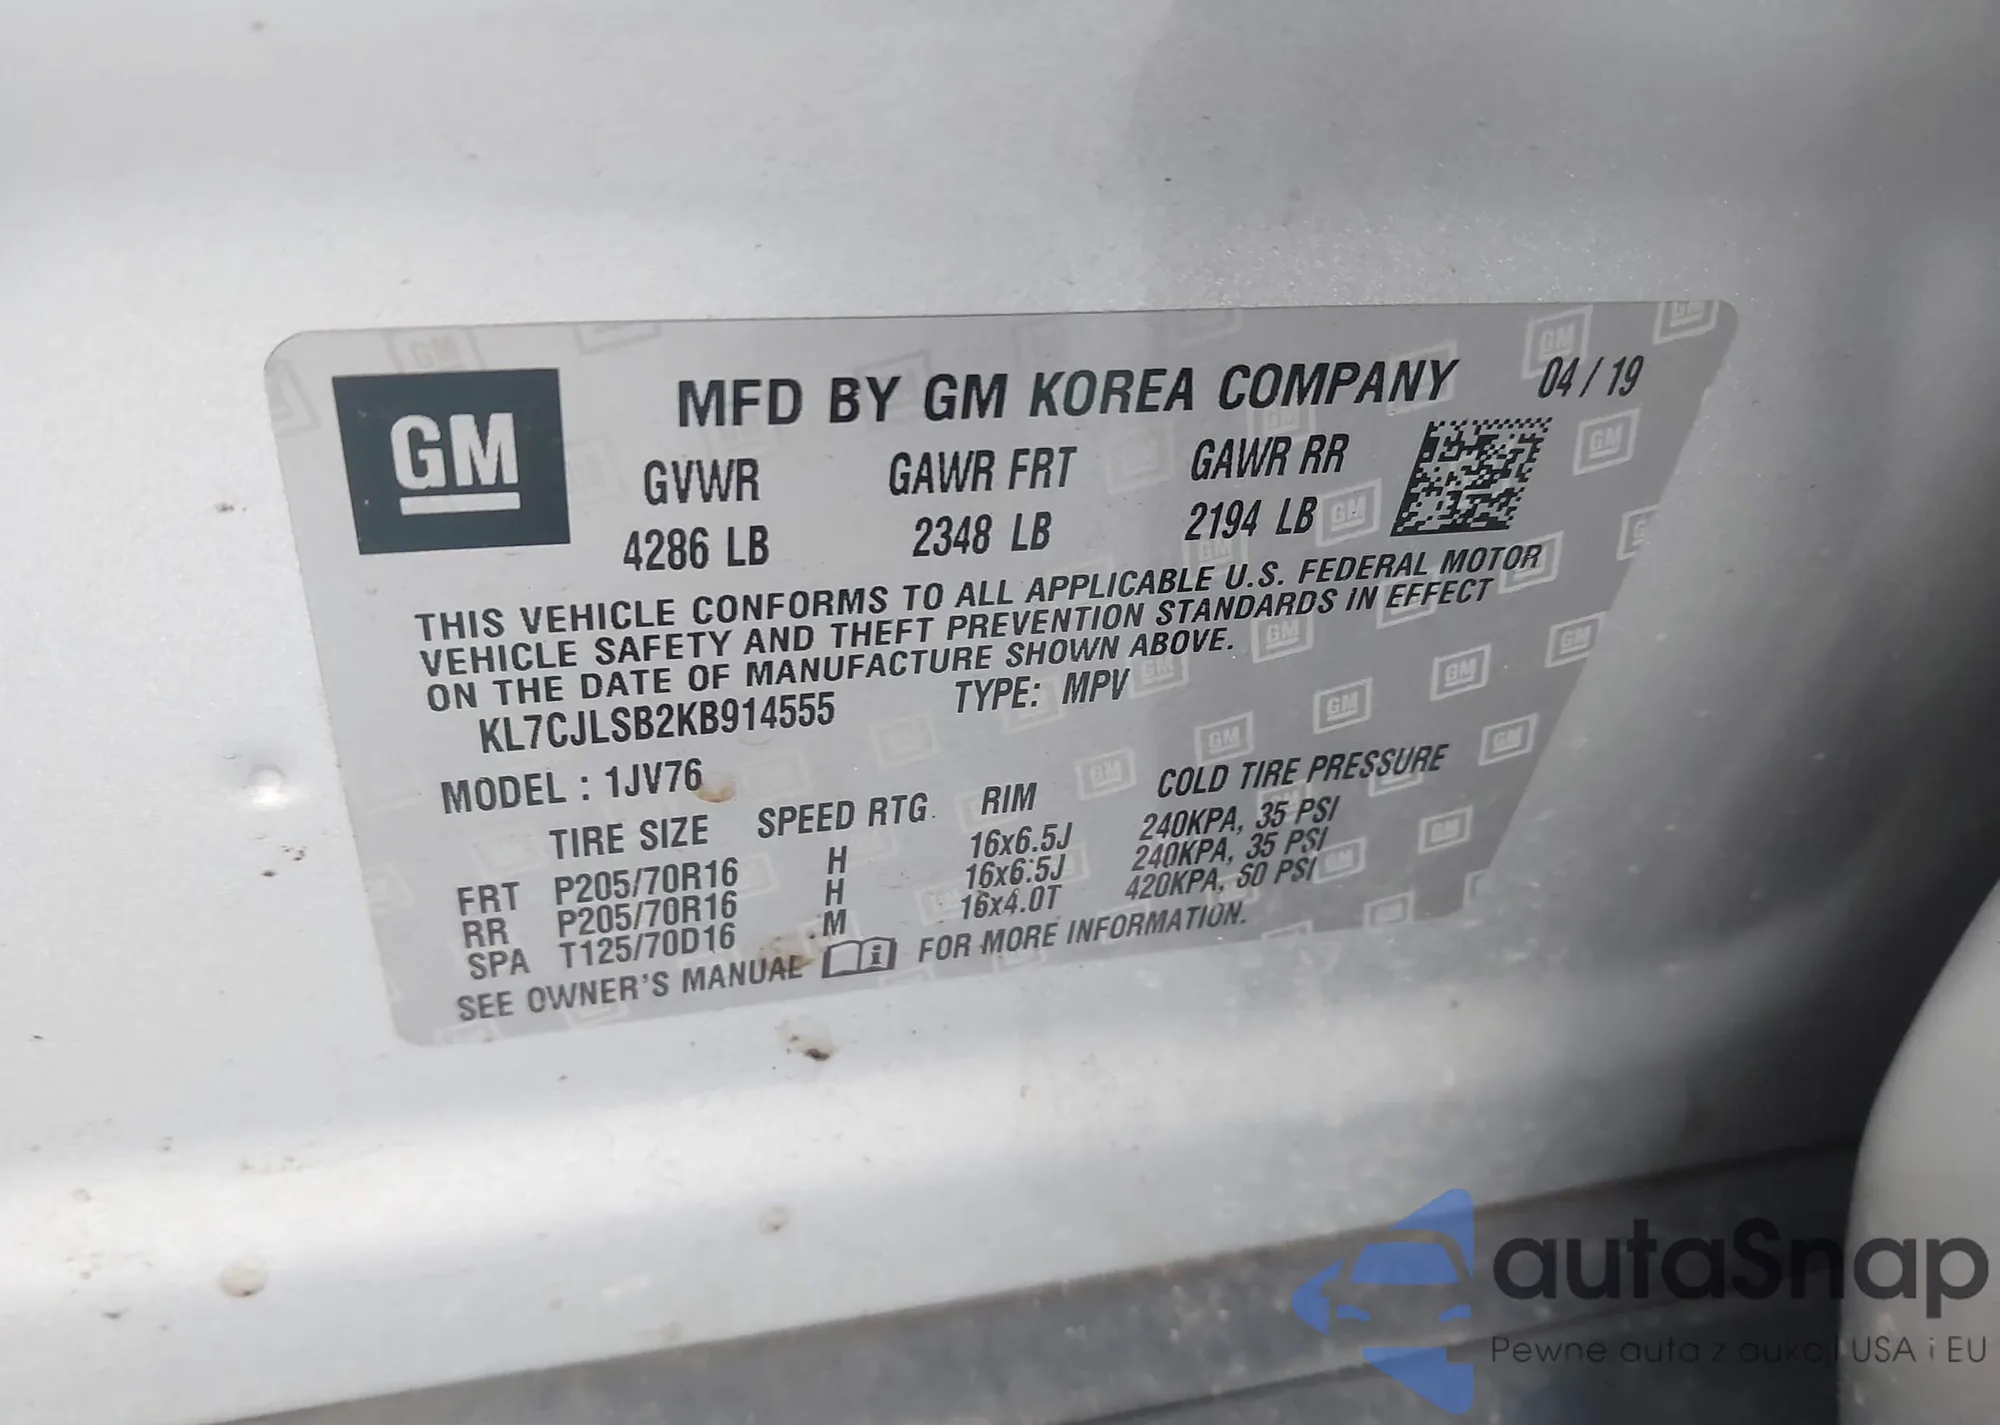 GM
MFD BY GM KOREA COMPANY 04 / 19
GVWR GAWR FRT GAWR RR
4286 LB 2348 LB 2194 LB
THIS VEHICLE CONFORMS TO ALL APPLICABLE U.S. FEDERAL MOTOR
VEHICLE SAFETY AND THEFT PREVENTION STANDARDS IN EFFECT
ON THE DATE OF MANUFACTURE SHOWN ABOVE.
KL7CJLSB2KB914555 TYPE: MPV
MODEL : 1JV76
TIRE SIZE SPEED RTG. RIM COLD TIRE PRESSURE
FRT P205/70R16 H 16x6.5J 240KPA, 35 PSI
RR P205/70R16 H 16x6.5J 240KPA, 35 PSI
SPA T125/70D16 M 16x4.0T 420KPA, 60 PSI
SEE OWNER'S MANUAL i FOR MORE INFORMATION.
autaSnap
Pewne auta z aukcji USA i EU